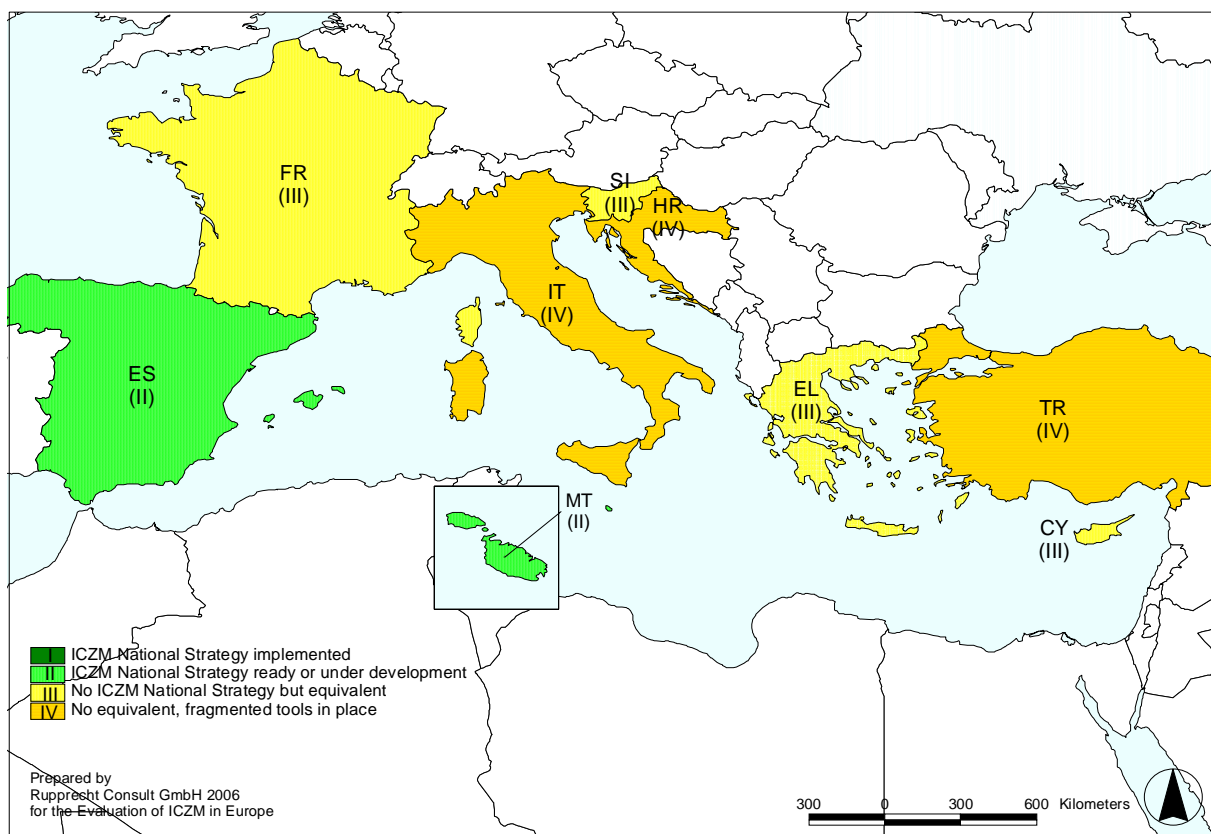 FR
(III)
SI
(III)
HR
(IV)
IT
(IV)
ES
(II)
EL
(III)
TR
(IV)
MT
(II)
CY
(III)
I ICZM National Strategy implemented
II ICZM National Strategy ready or under development
III No ICZM National Strategy but equivalent
IV No equivalent, fragmented tools in place
Prepared by
Rupprecht Consult GmbH 2006
for the Evaluation of ICZM in Europe
300 0 300 600 Kilometers